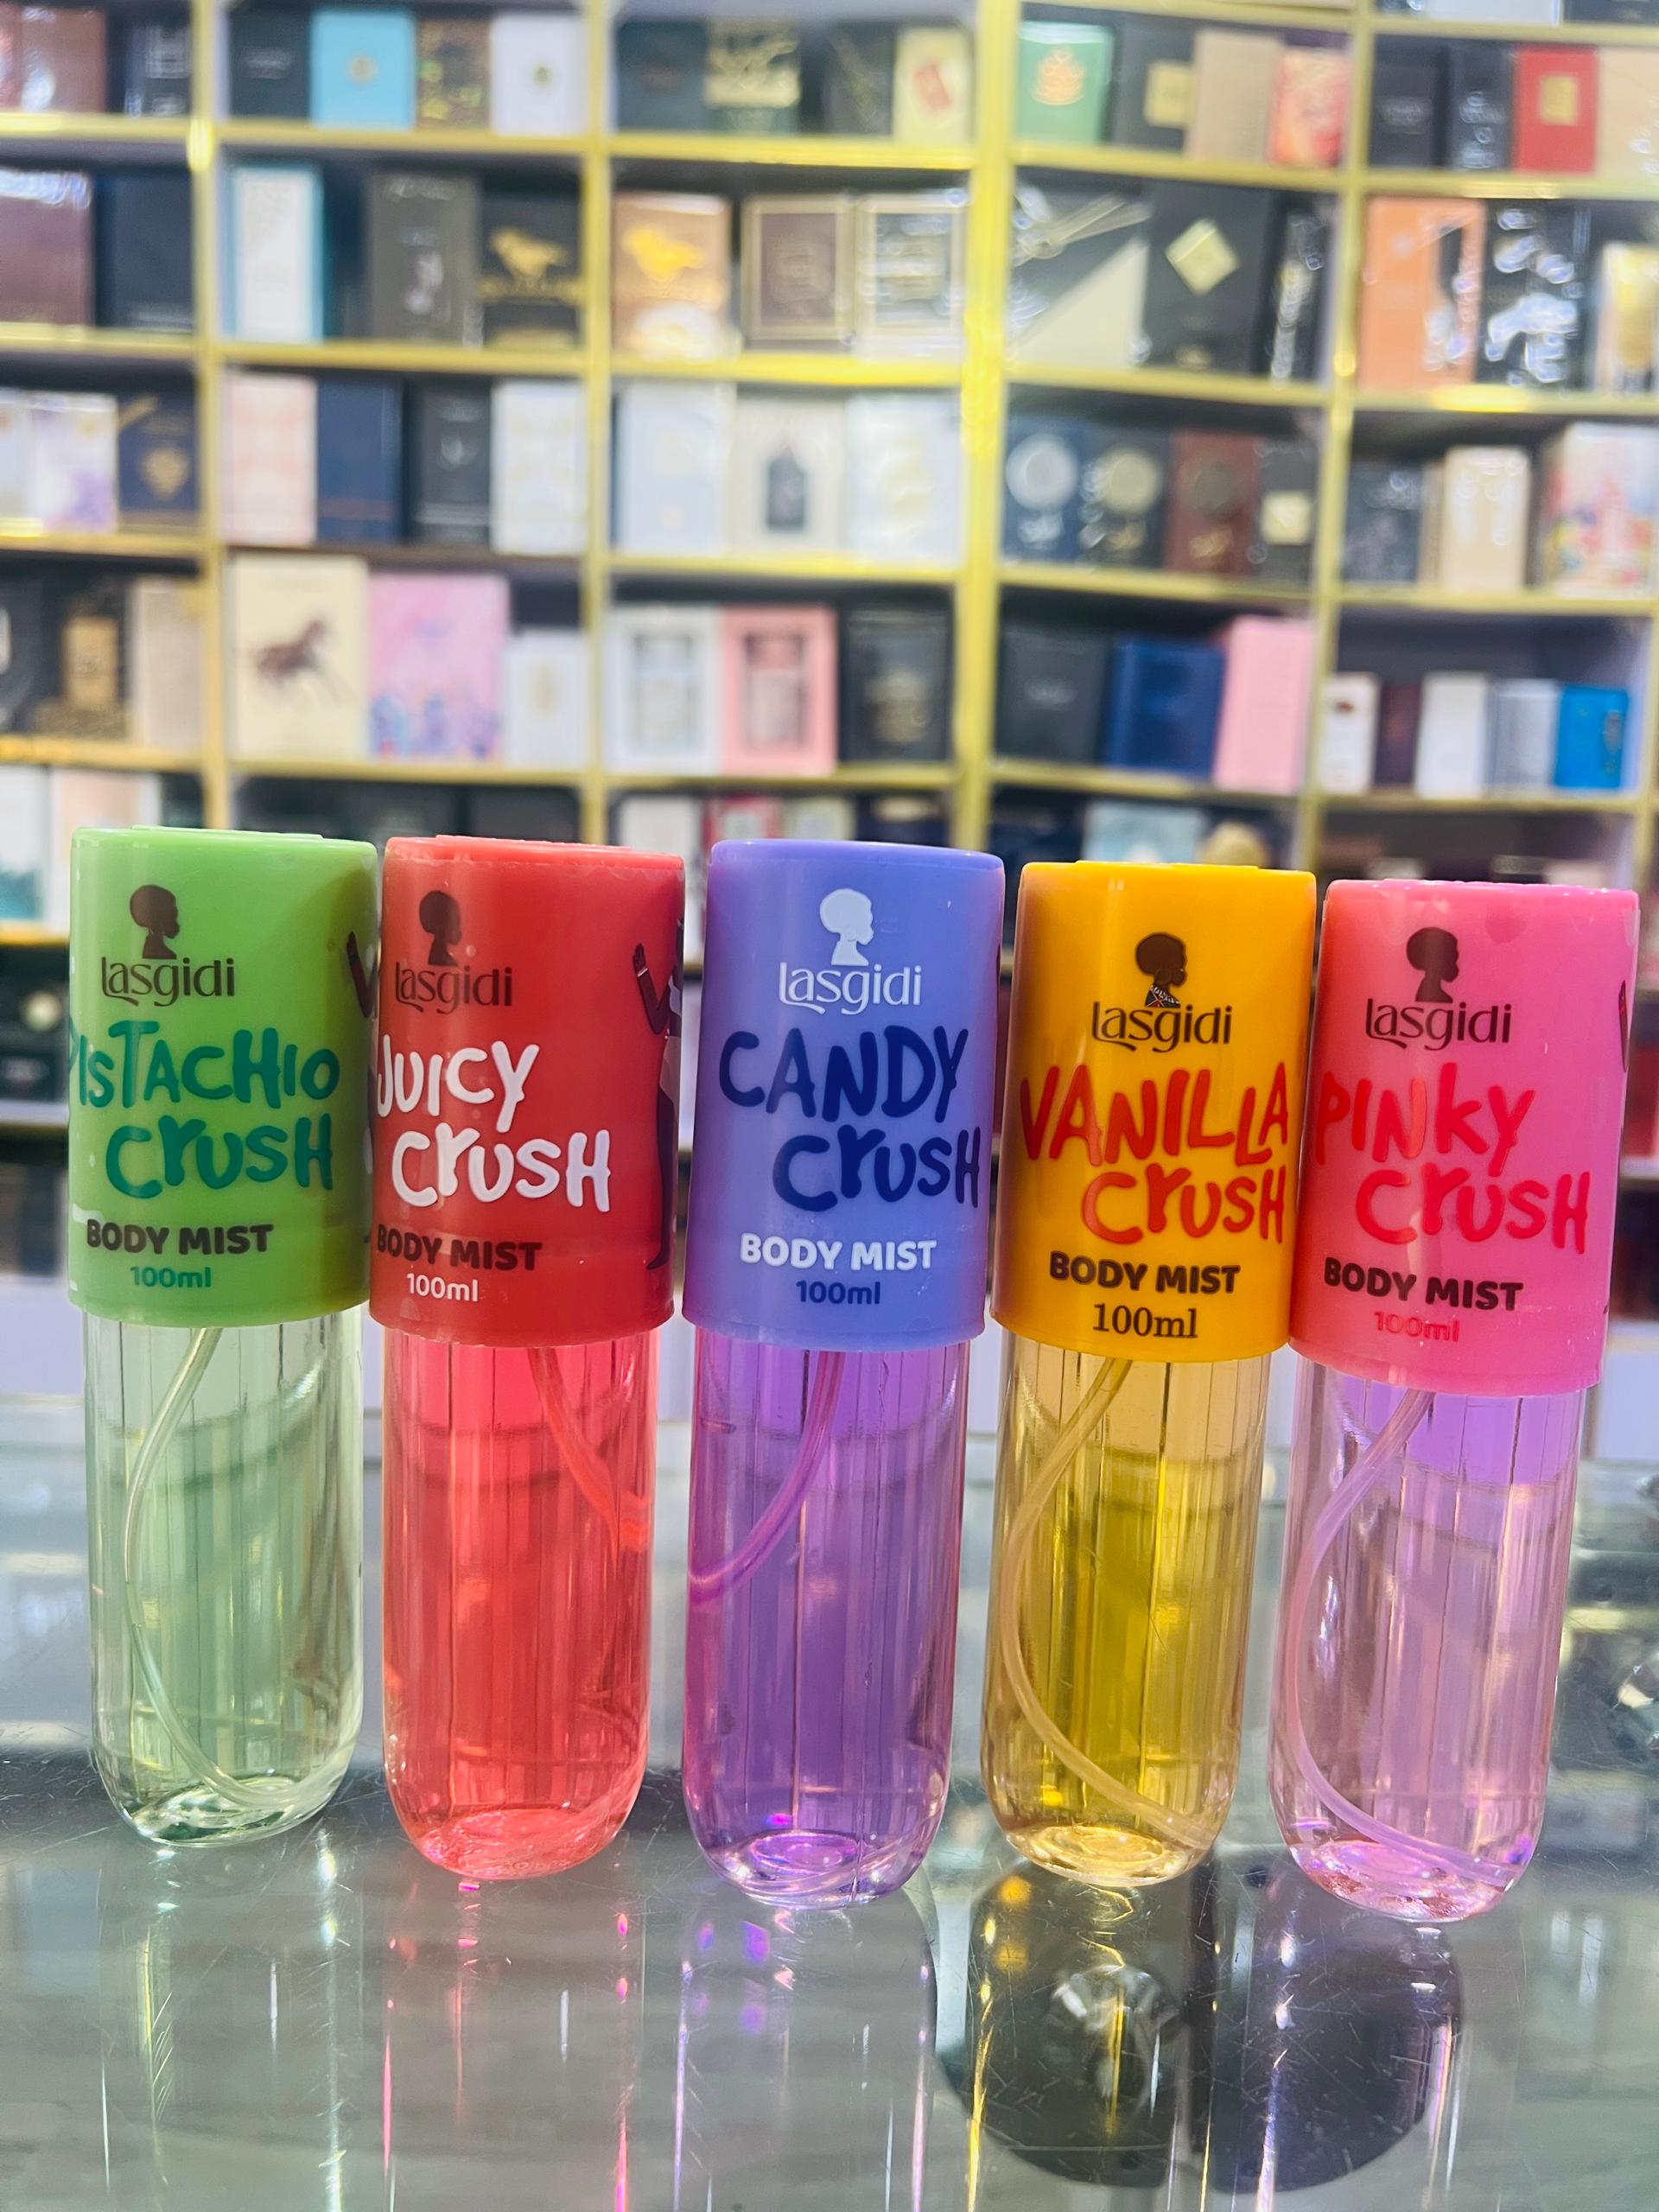 Lasgidi
PISTACHIO
CRUSH
BODY MIST
100ml
Lasgidi
JUICY
CRUSH
BODY MIST
100ml
Lasgidi
CANDY
CRUSH
BODY MIST
100ml
Lasgidi
VANILLA
CRUSH
BODY MIST
100ml
Lasgidi
PINKY
CRUSH
BODY MIST
100ml